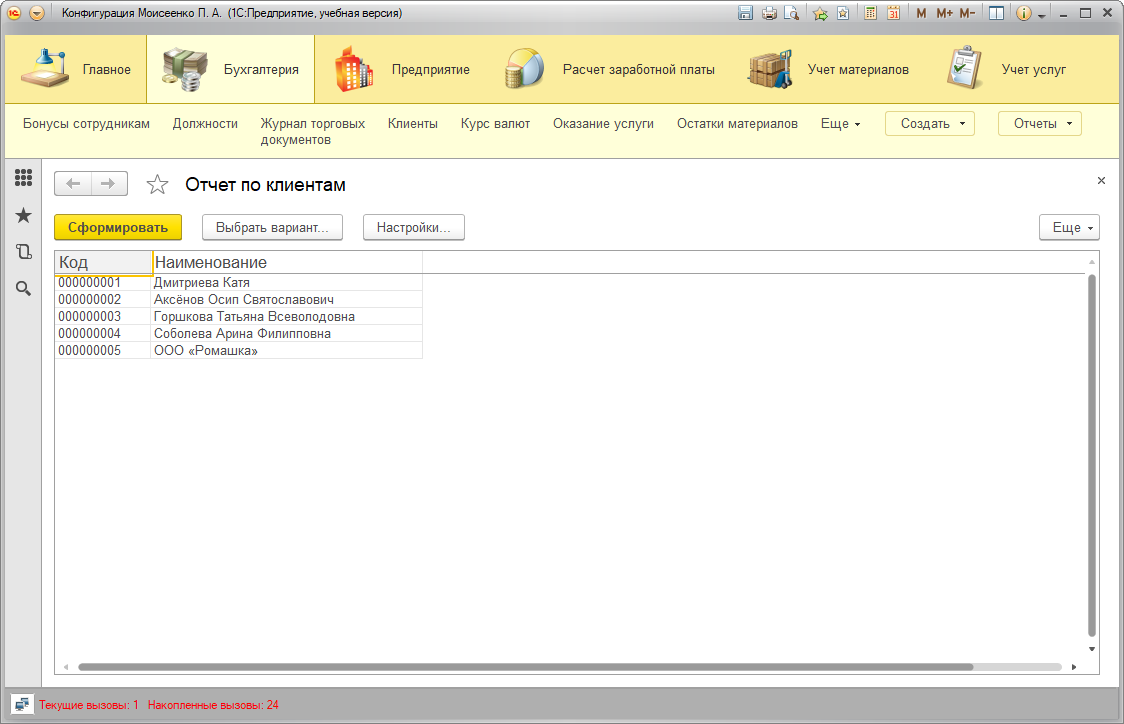 Конфигурация Моисеенко П. А. (1С:Предприятие, учебная версия)
M M+ M-
31
Главное
Бухгалтерия
Предприятие
Расчет заработной платы
Учет материалов
Учет услуг
Бонусы сотрудникам
Должности
Журнал торговых
документов
Клиенты
Курс валют
Оказание услуги
Остатки материалов
Еще
Создать
Отчеты
Отчет по клиентам
Сформировать
Выбрать вариант...
Настройки...
Еще
Код Наименование
000000001 Дмитриева Катя
000000002 Аксёнов Осип Святославович
000000003 Горшкова Татьяна Всеволодовна
000000004 Соболева Арина Филипповна
000000005 ООО «Ромашка»
Текущие вызовы: 1 Накопленные вызовы: 24